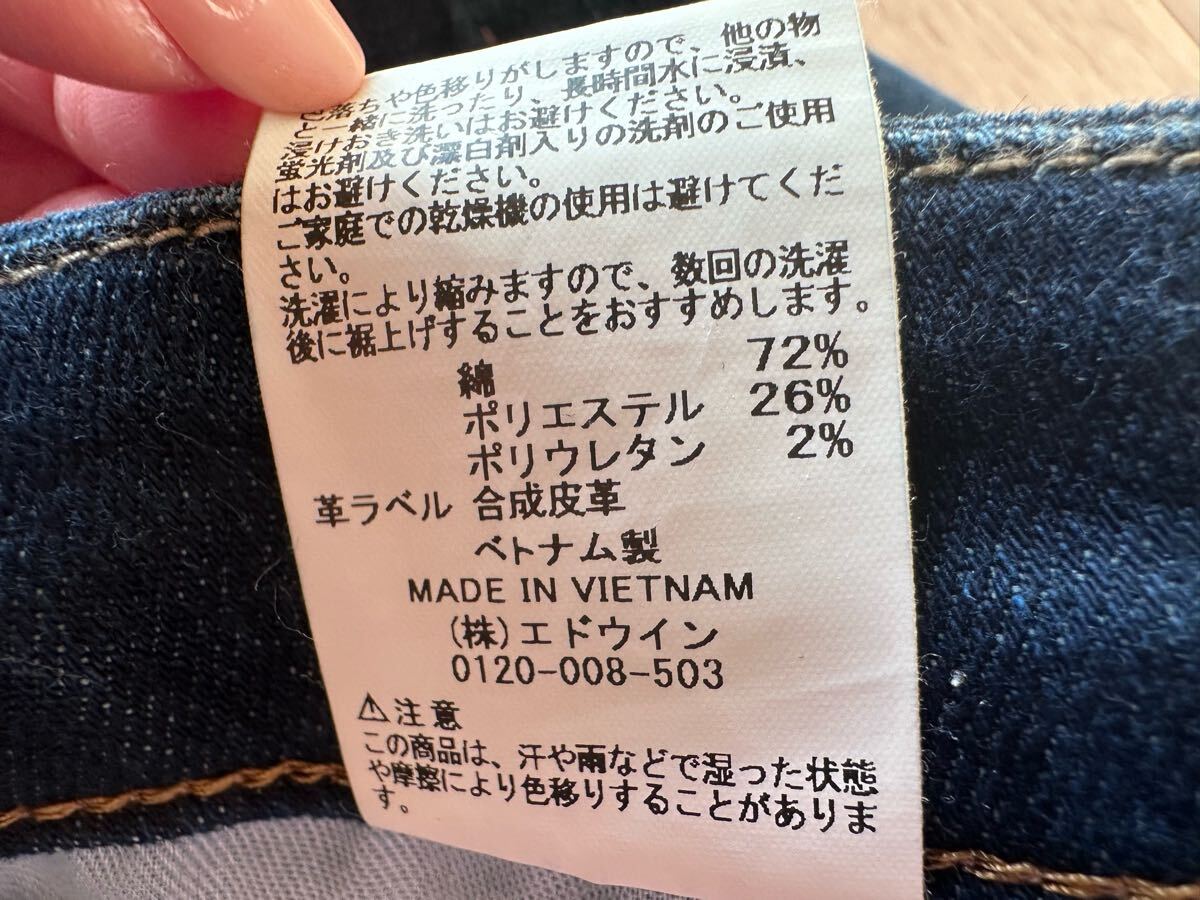 色落ちや色移りがしますので、他の物
と一緒に洗ったり、長時間水に浸漬、
浸けおき洗いはお避けください。
蛍光剤及び漂白剤入りの洗剤のご使用
はお避けください。
ご家庭での乾燥機の使用は避けてくだ
さい。
洗濯により縮みますので、数回の洗濯
後に裾上げすることをおすすめします。
綿 72%
ポリエステル 26%
ポリウレタン 2%
革ラベル 合成皮革
ベトナム製
MADE IN VIETNAM
(株)エドウイン
0120-008-503
⚠注意
この商品は、汗や雨などで湿った状態
や摩擦により色移りすることがありま
す。